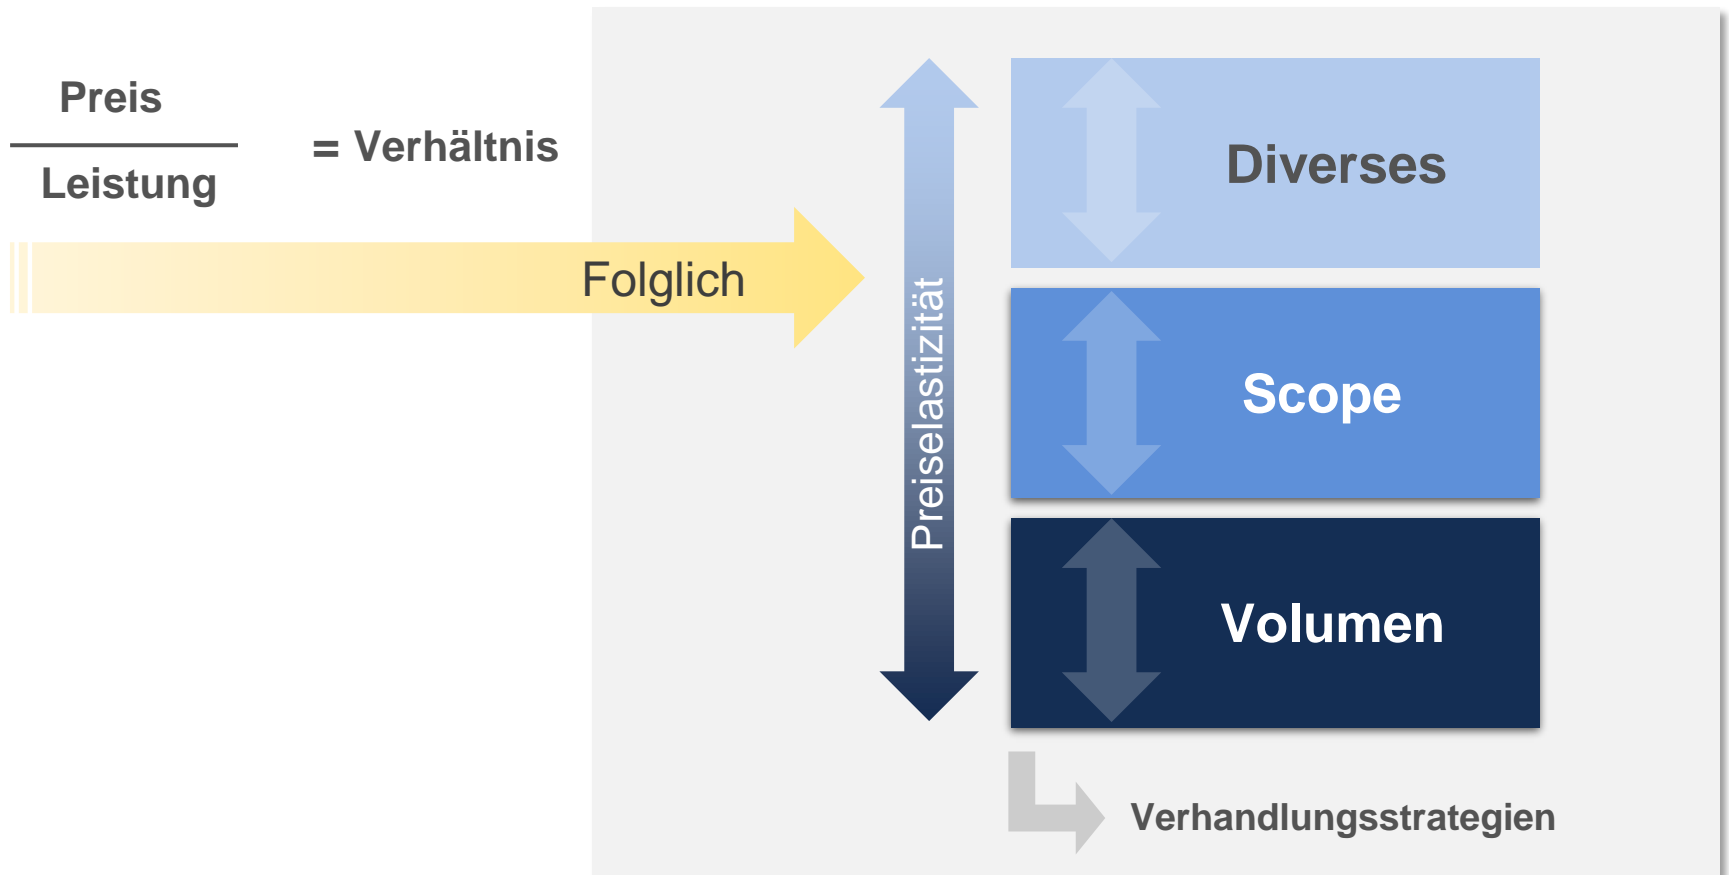 Preis
Leistung
= Verhältnis
Folglich
Preiselastizität
Diverses
Scope
Volumen
Verhandlungsstrategien